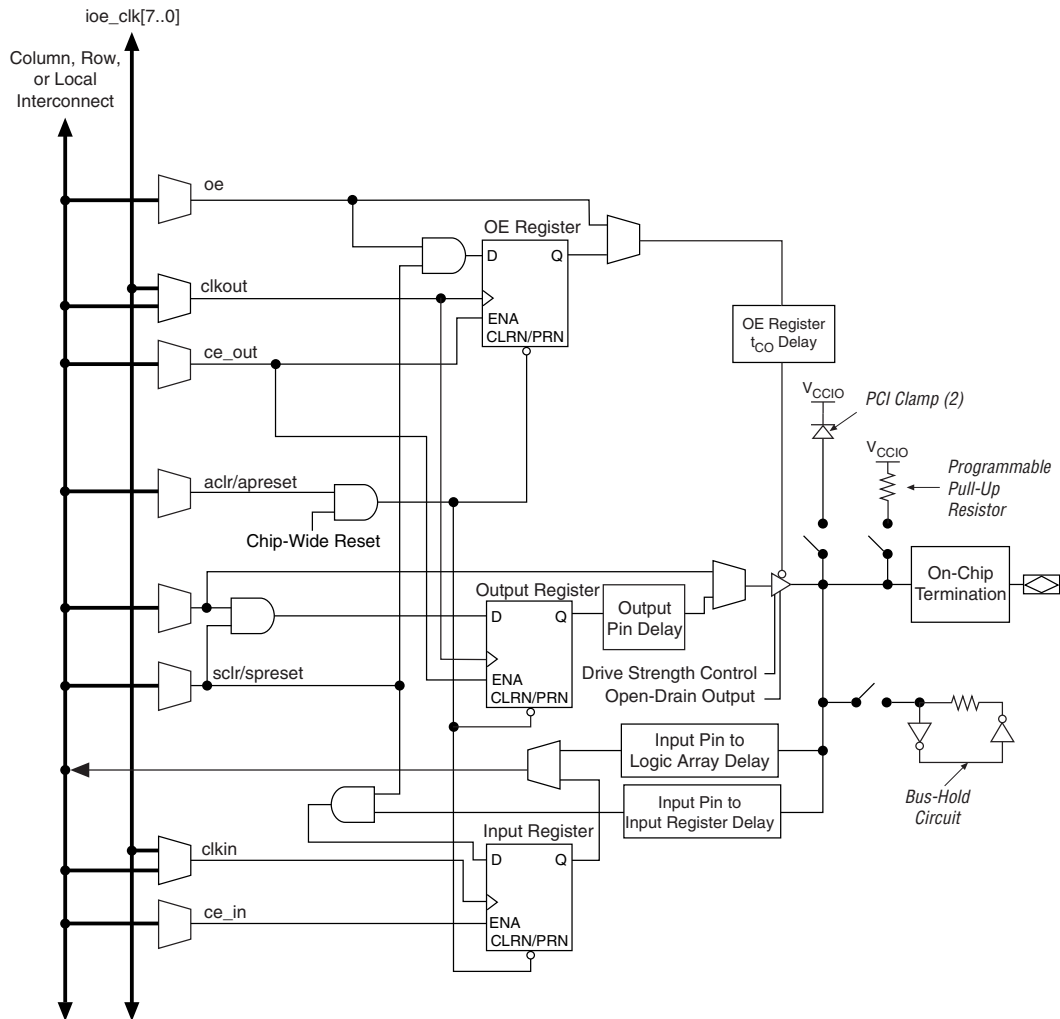 ioe_clk[7..0]
Column, Row,
or Local
Interconnect
oe
OE Register
D
Q
clkout
ENA
CLRN/PRN
ce_out
OE Register
tCO Delay
VCCIO
PCI Clamp (2)
VCCIO
Programmable
Pull-Up
Resistor
aclr/apreset
Chip-Wide Reset
Output Register
D
Q
ENA
CLRN/PRN
Output
Pin Delay
On-Chip
Termination
sclr/spreset
Drive Strength Control
Open-Drain Output
Input Pin to
Logic Array Delay
Input Pin to
Input Register Delay
Bus-Hold
Circuit
Input Register
D
Q
clkin
ce_in
ENA
CLRN/PRN